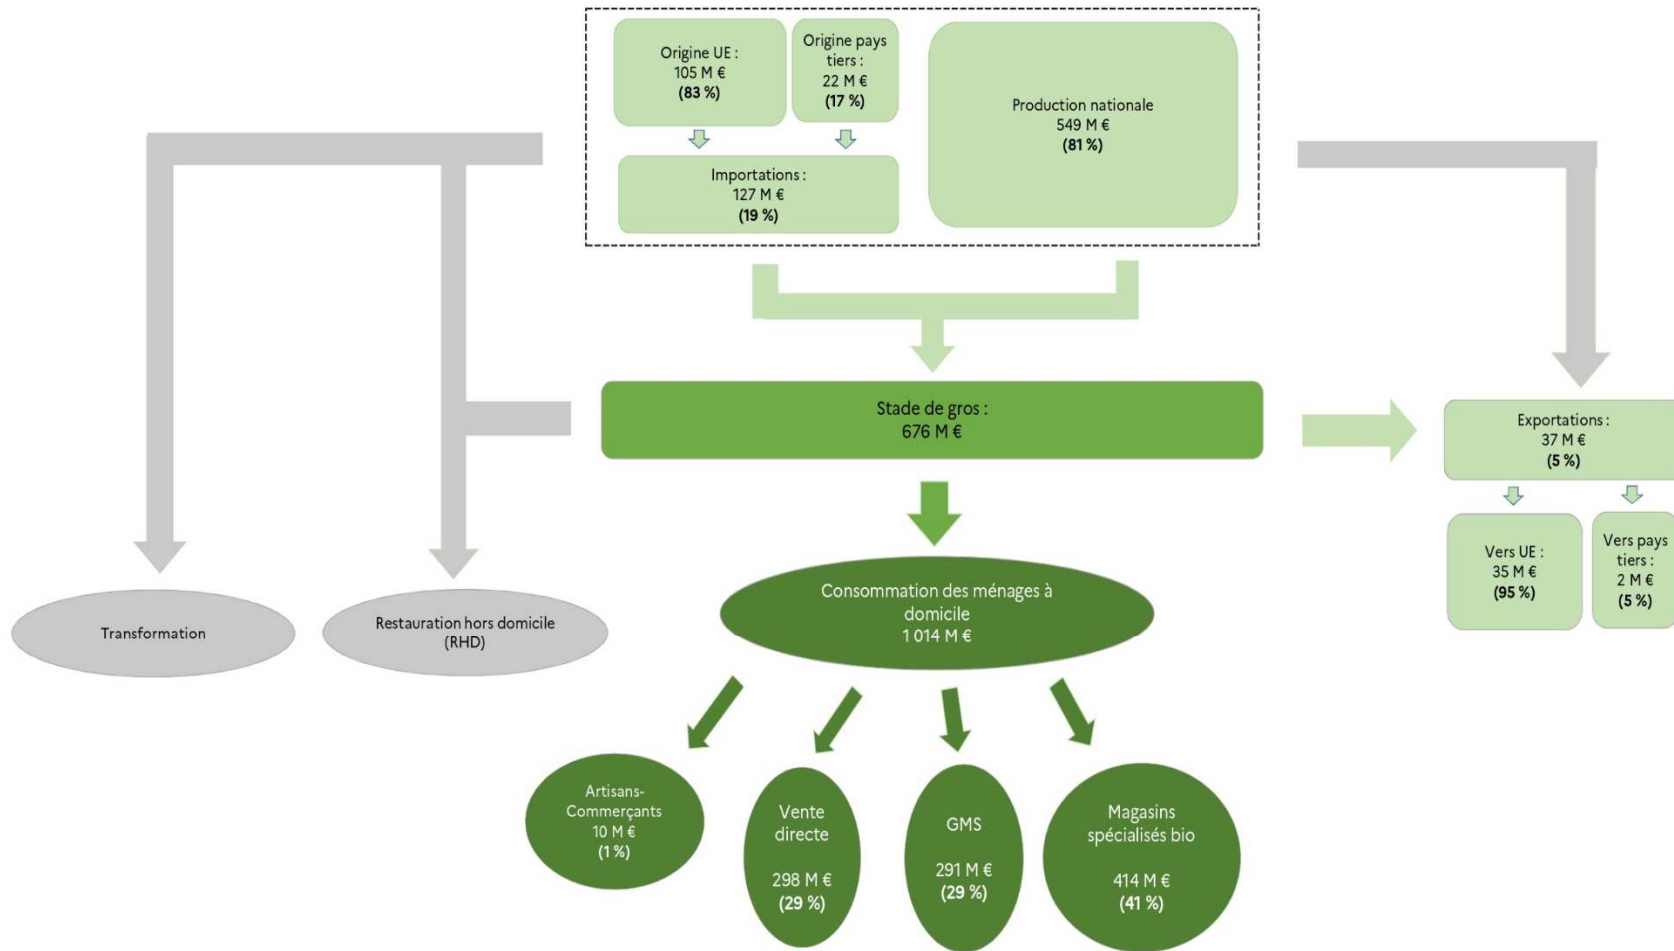 Origine UE :
105 M €
(83 %)
Origine pays
tiers :
22 M €
(17 %)
Production nationale
549 M €
(81 %)
Importations :
127 M €
(19 %)
Stade de gros :
676 M €
Exportations :
37 M €
(5 %)
Vers UE :
35 M €
(95 %)
Vers pays
tiers :
2 M €
(5 %)
Transformation
Restauration hors domicile
(RHD)
Consommation des ménages à
domicile
1 014 M €
Artisans-
Commerçants
10 M €
(1 %)
Vente
directe
298 M €
(29 %)
GMS
291 M €
(29 %)
Magasins
spécialisés bio
414 M €
(41 %)